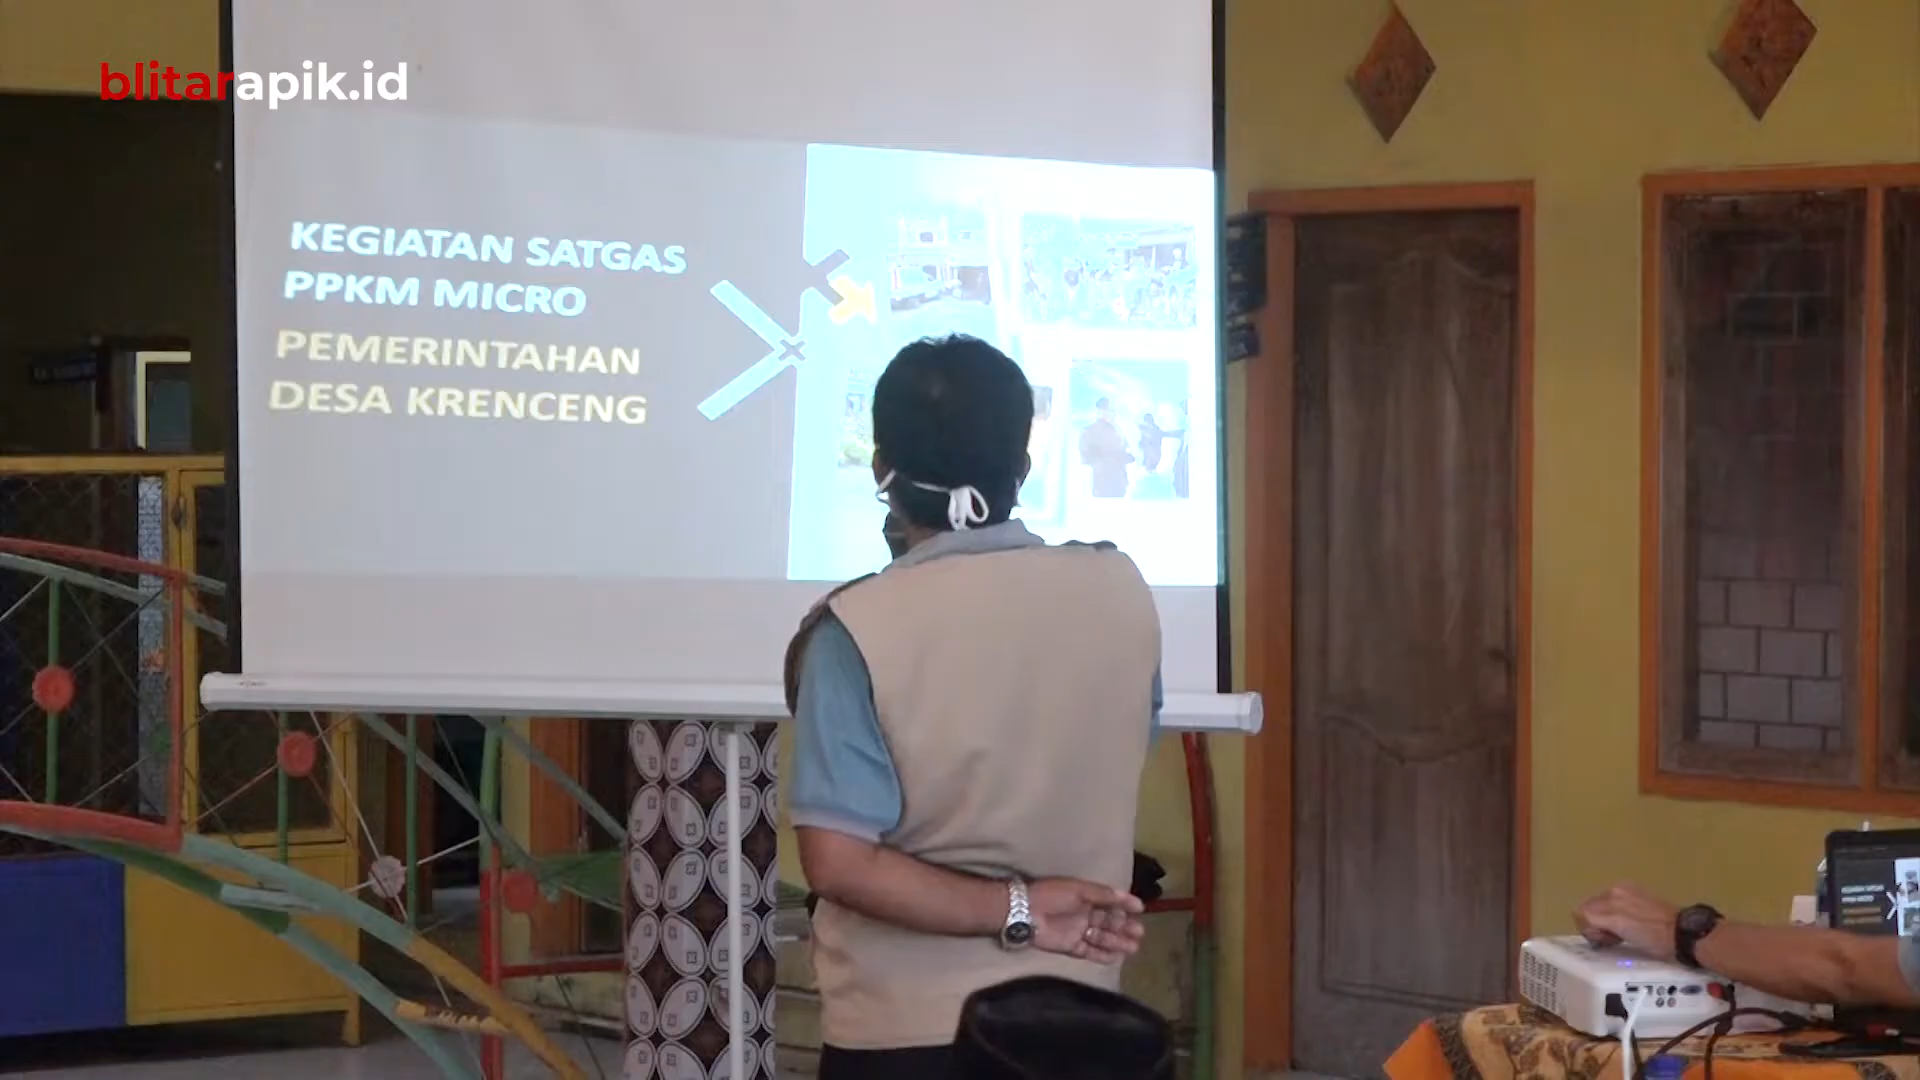 blitarapik.id
KEGIATAN SATGAS
PPKM MICRO
PEMERINTAHAN
DESA KRENCENG